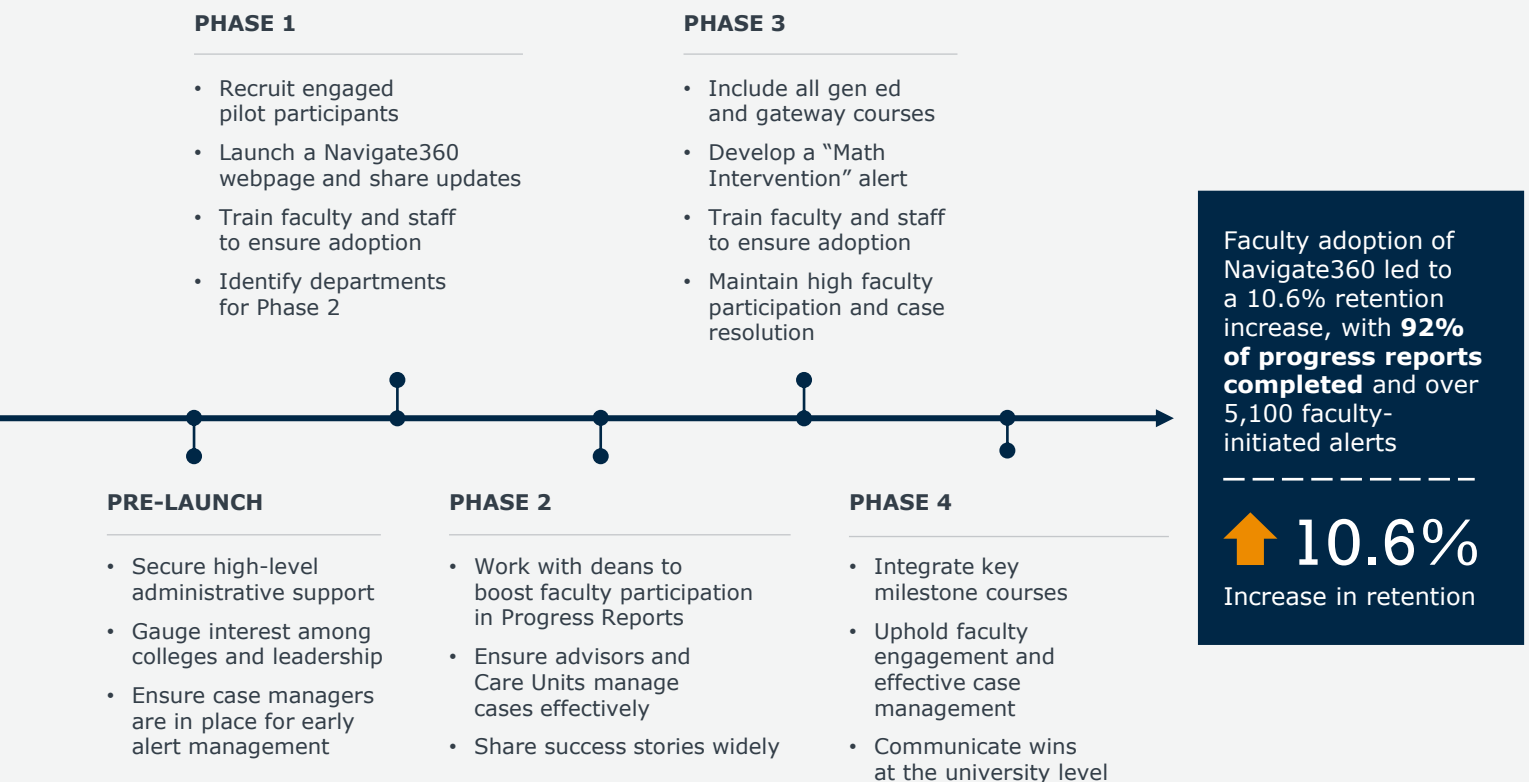 PHASE 1
• Recruit engaged
pilot participants
• Launch a Navigate360
webpage and share updates
• Train faculty and staff
to ensure adoption
• Identify departments
for Phase 2
PHASE 3
• Include all gen ed
and gateway courses
• Develop a “Math
Intervention” alert
• Train faculty and staff
to ensure adoption
• Maintain high faculty
participation and case
resolution
PRE-LAUNCH
• Secure high-level
administrative support
• Gauge interest among
colleges and leadership
• Ensure case managers
are in place for early
alert management
PHASE 2
• Work with deans to
boost faculty participation
in Progress Reports
• Ensure advisors and
Care Units manage
cases effectively
• Share success stories widely
PHASE 4
• Integrate key
milestone courses
• Uphold faculty
engagement and
effective case
management
• Communicate wins
at the university level
Faculty adoption of
Navigate360 led to
a 10.6% retention
increase, with 92%
of progress reports
completed and over
5,100 faculty-
initiated alerts
10.6%
Increase in retention